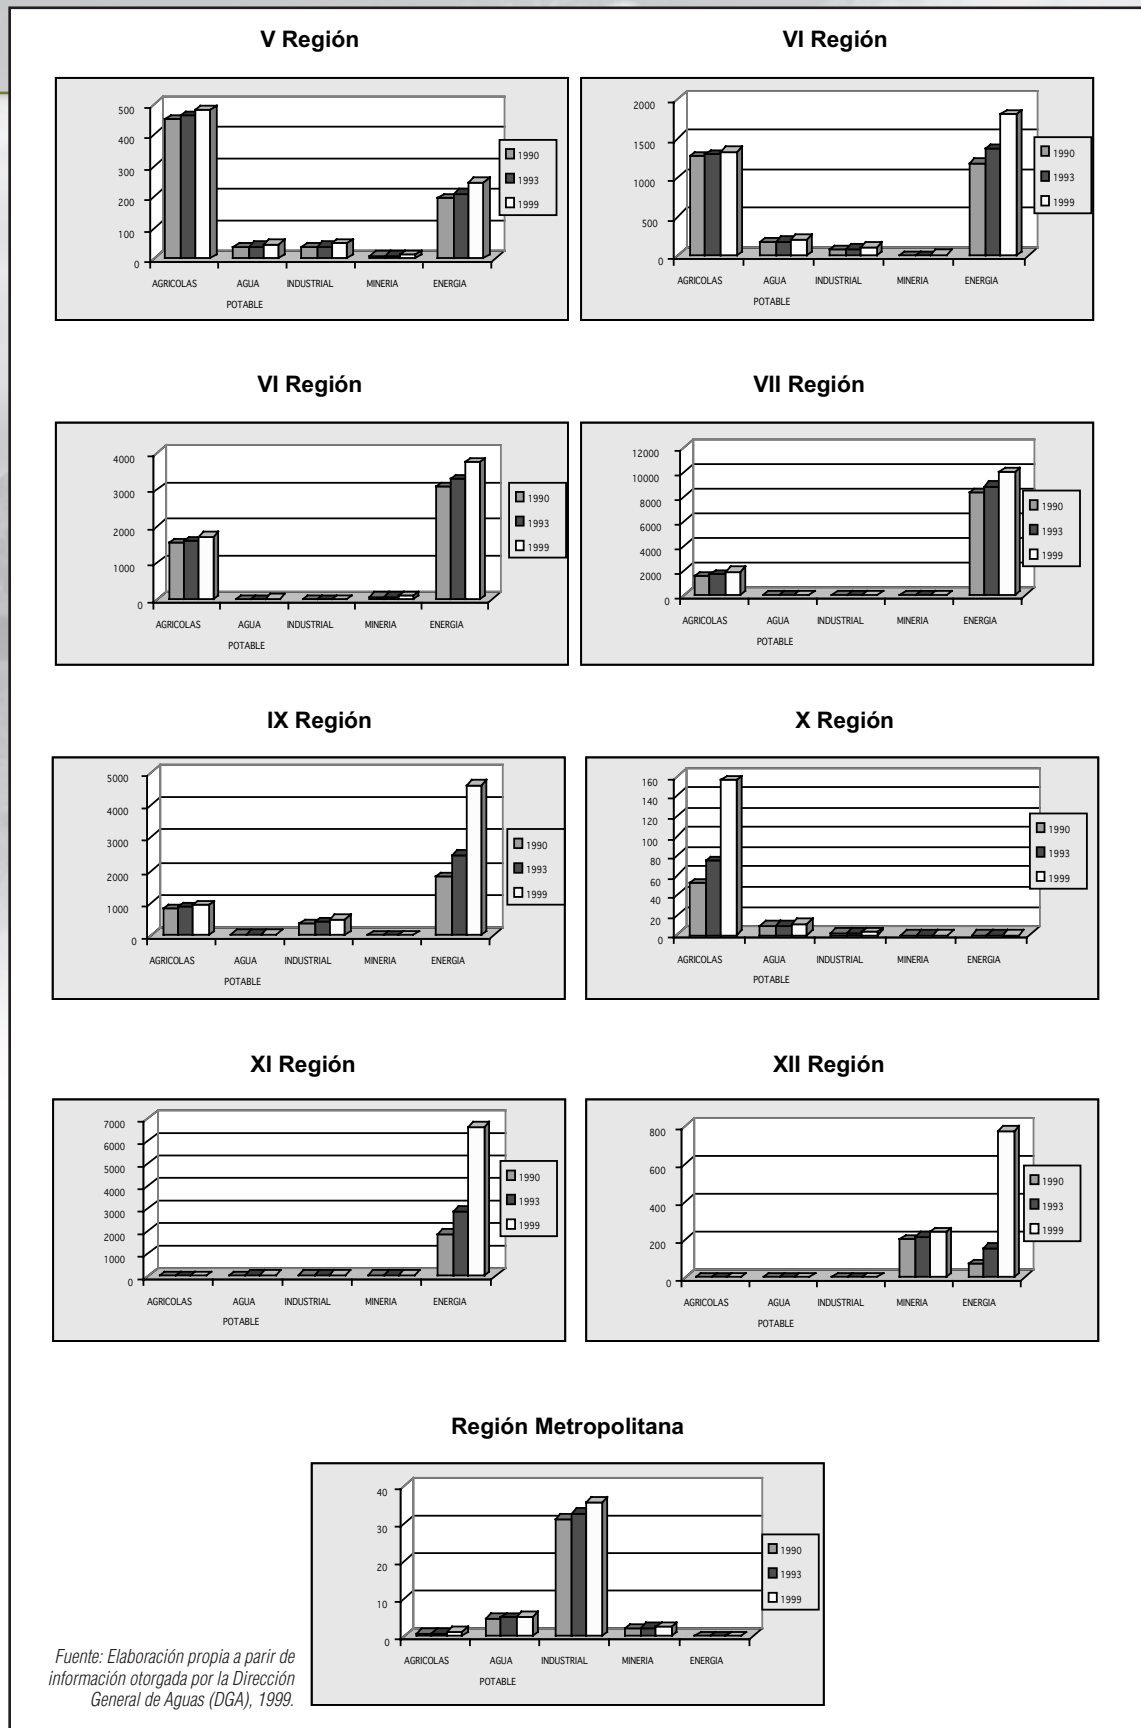 V Región
500
400
300
200
100
0
AGRICOLAS AGUA INDUSTRIAL MINERIA ENERGIA
POTABLE
1990
1993
1999
VI Región
2000
1500
1000
500
0
AGRICOLAS AGUA INDUSTRIAL MINERIA ENERGIA
POTABLE
1990
1993
1999
VI Región
4000
3000
2000
1000
0
AGRICOLAS AGUA INDUSTRIAL MINERIA ENERGIA
POTABLE
1990
1993
1999
VII Región
12000
10000
8000
6000
4000
2000
0
AGRICOLAS AGUA INDUSTRIAL MINERIA ENERGIA
POTABLE
1990
1993
1999
IX Región
5000
4000
3000
2000
1000
0
AGRICOLAS AGUA INDUSTRIAL MINERIA ENERGIA
POTABLE
1990
1993
1999
X Región
160
140
120
100
80
60
40
20
0
AGRICOLAS AGUA INDUSTRIAL MINERIA ENERGIA
POTABLE
1990
1993
1999
XI Región
7000
6000
5000
4000
3000
2000
1000
0
AGRICOLAS AGUA INDUSTRIAL MINERIA ENERGIA
POTABLE
1990
1993
1999
XII Región
800
600
400
200
0
AGRICOLAS AGUA INDUSTRIAL MINERIA ENERGIA
POTABLE
1990
1993
1999
Región Metropolitana
40
30
20
10
0
AGRICOLAS AGUA INDUSTRIAL MINERIA ENERGIA
POTABLE
1990
1993
1999
Fuente: Elaboración propia a parir de
información otorgada por la Dirección
General de Aguas (DGA), 1999.